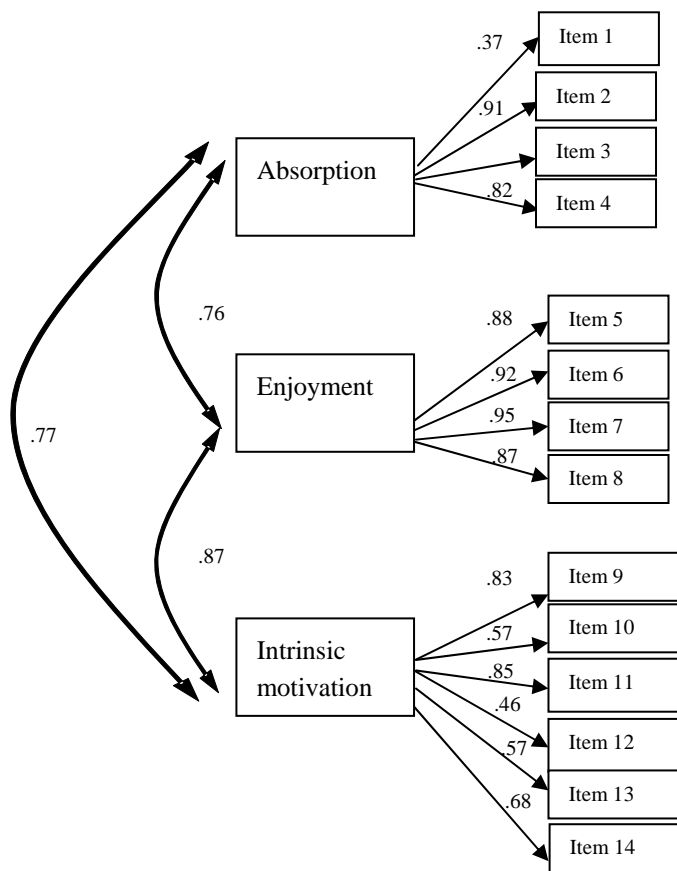 .37
Item 1
.91
Item 2
Absorption
Item 3
.82
Item 4
.76
.88
Item 5
.92
Item 6
Enjoyment
.95
Item 7
.87
Item 8
.77
.87
.83
Item 9
.57
Item 10
Intrinsic
motivation
.85
Item 11
.46
Item 12
.57
Item 13
.68
Item 14